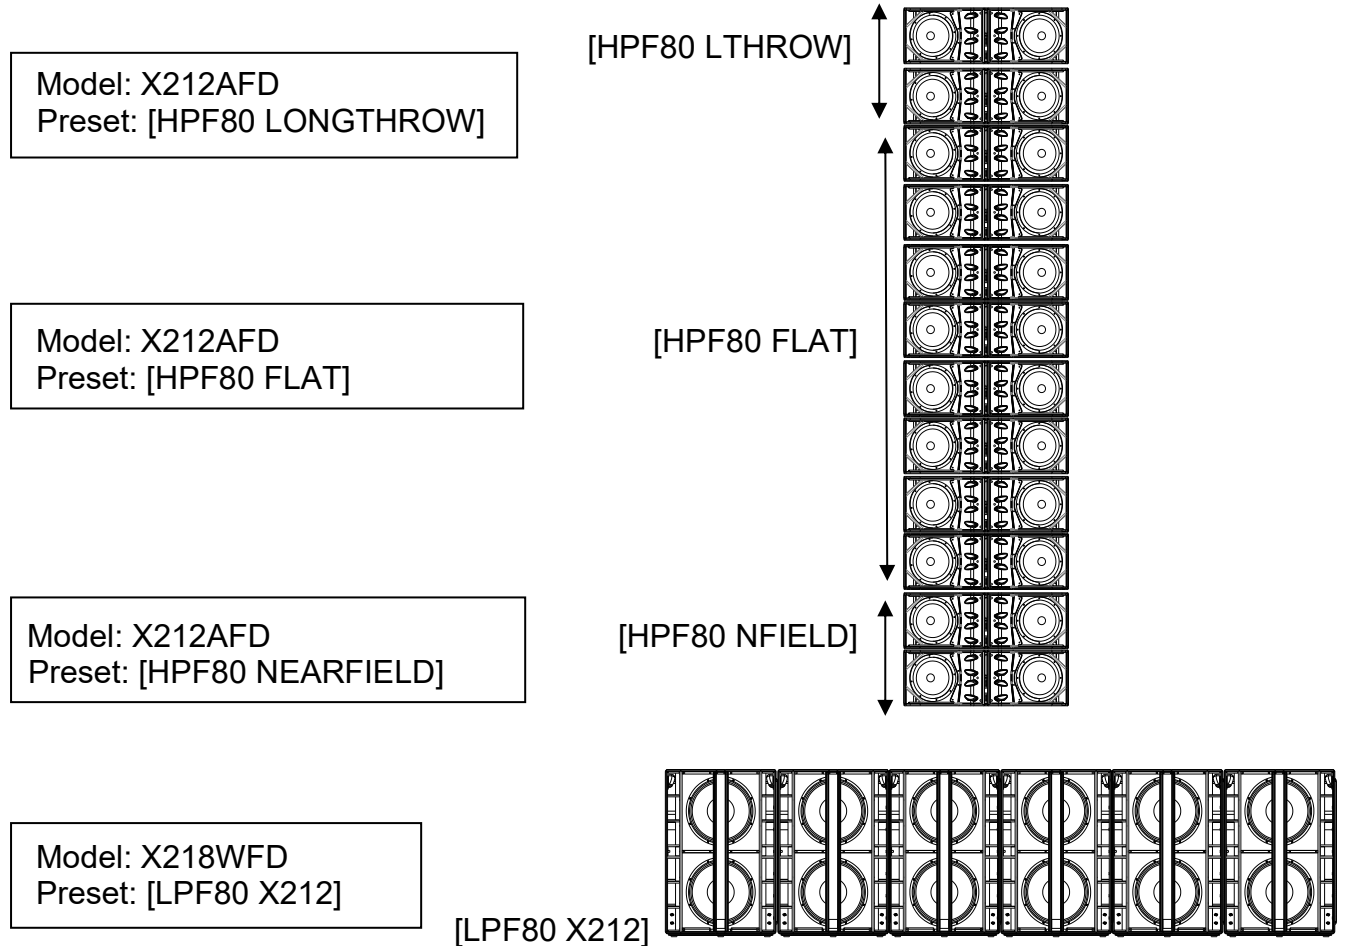 [HPF80 LTHROW]
Model: X212AFD
Preset: [HPF80 LONGTHROW]
Model: X212AFD
Preset: [HPF80 FLAT]
[HPF80 FLAT]
Model: X212AFD
Preset: [HPF80 NEARFIELD]
[HPF80 NFIELD]
Model: X218WFD
Preset: [LPF80 X212]
[LPF80 X212]